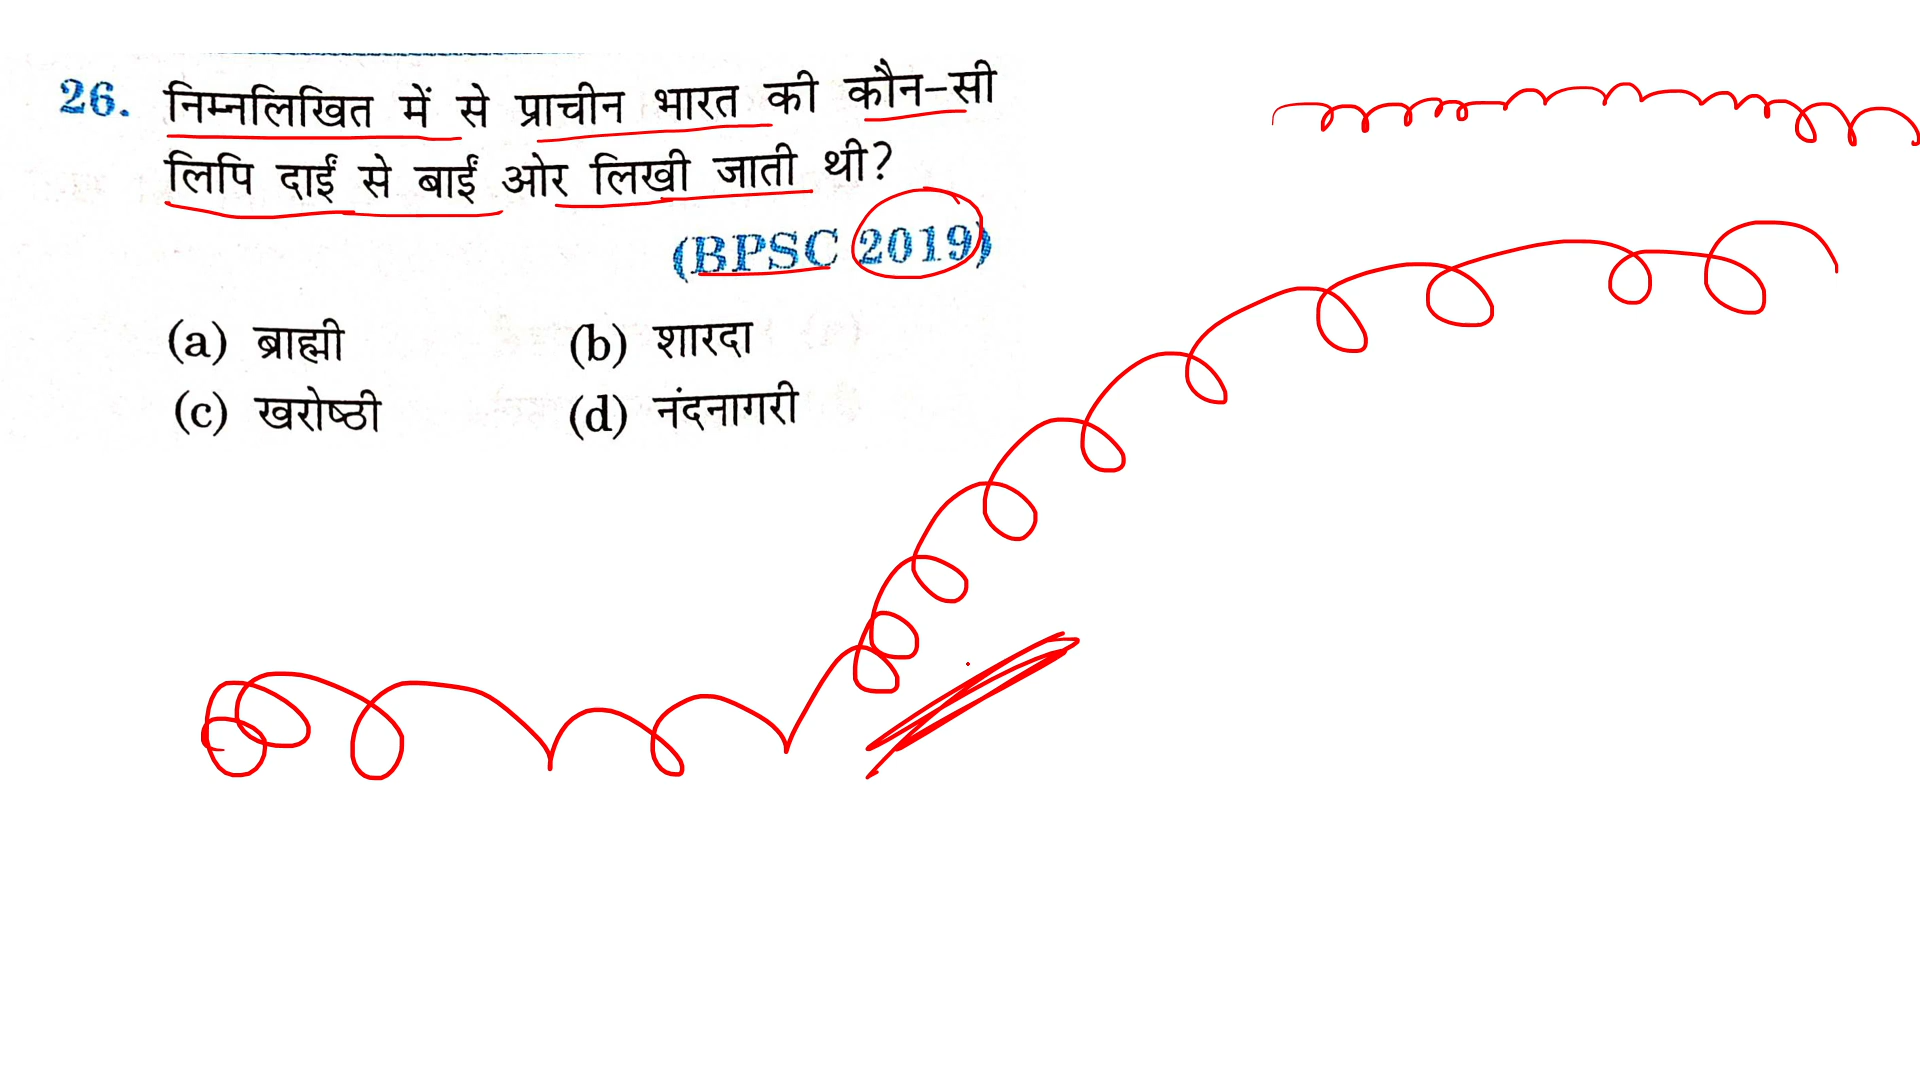 26. निम्नलिखित में से प्राचीन भारत की कौन-सी
लिपि दाईं से बाईं ओर लिखी जाती थी?
(BPSC 2019)
(a) ब्राह्मी (b) शारदा
(c) खरोष्ठी (d) नंदनागरी